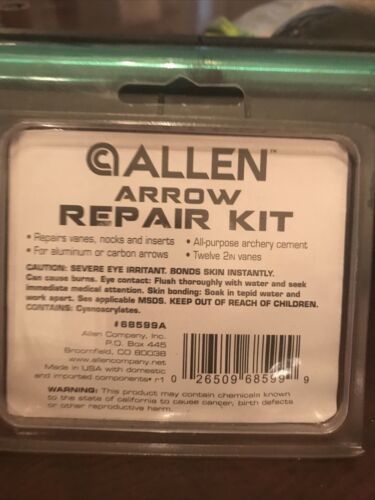 ALLEN™
ARROW
REPAIR KIT
• Repairs vanes, nocks and inserts • All-purpose archery cement
• For aluminum or carbon arrows • Twelve 2IN vanes
CAUTION: SEVERE EYE IRRITANT. BONDS SKIN INSTANTLY.
Can cause burns. Eye contact: Flush thoroughly with water and seek
immediate medical attention. Skin bonding: Soak in tepid water and
work apart. See applicable MSDS. KEEP OUT OF REACH OF CHILDREN.
CONTAINS: Cyanoacrylates.
#68599A
Allen Company, Inc.
P.O. Box 445
Broomfield, CO 80038
www.allencompany.net
Made in USA with domestic
and imported components• r1
0 26509 68599 9
WARNING: This product may contain chemicals known
to the state of California to cause cancer, birth defects
or other reproductive harm.